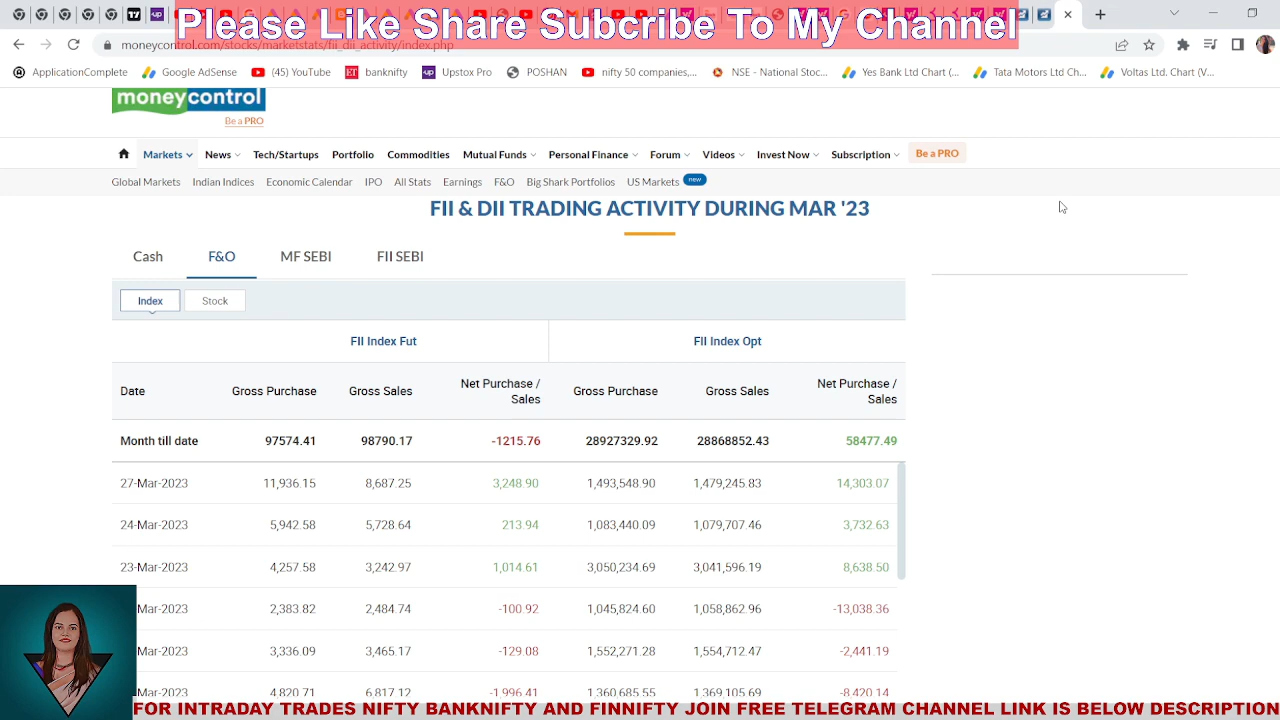 Please Like Share Subcribe To My Channel
moneycontrol.com/stocks/marketstats/fii_dii_activity/index.php
ApplicationComplete Google AdSense (45) YouTube banknifty Upstox Pro POSHAN nifty 50 companies,... NSE - National Stoc... Yes Bank Ltd Chart (... Tata Motors Ltd Ch... Voltas Ltd. Chart (V...
moneycontrol
Be a PRO
Markets News Tech/Startups Portfolio Commodities Mutual Funds Personal Finance Forum Videos Invest Now Subscription Be a PRO
Global Markets Indian Indices Economic Calendar IPO All Stats Earnings F&O Big Shark Portfolios US Markets new
FII & DII TRADING ACTIVITY DURING MAR '23
Cash F&O MF SEBI FII SEBI
Index Stock
FII Index Fut FII Index Opt
Date Gross Purchase Gross Sales Net Purchase / Sales Gross Purchase Gross Sales Net Purchase / Sales
Month till date 97574.41 98790.17 -1215.76 28927329.92 28868852.43 58477.49
27-Mar-2023 11,936.15 8,687.25 3,248.90 1,493,548.90 1,479,245.83 14,303.07
24-Mar-2023 5,942.58 5,728.64 213.94 1,083,440.09 1,079,707.46 3,732.63
23-Mar-2023 4,257.58 3,242.97 1,014.61 3,050,234.69 3,041,596.19 8,638.50
-Mar-2023 2,383.82 2,484.74 -100.92 1,045,824.60 1,058,862.96 -13,038.36
-Mar-2023 3,336.09 3,465.17 -129.08 1,552,271.28 1,554,712.47 -2,441.19
-Mar-2023 4,820.71 6,817.12 -1,996.41 1,360,685.55 1,369,105.69 -8,420.14
FOR INTRADAY TRADES NIFTY BANKNIFTY AND FINNIFTY JOIN FREE TELEGRAM CHANNEL LINK IS BELOW DESCRIPTION